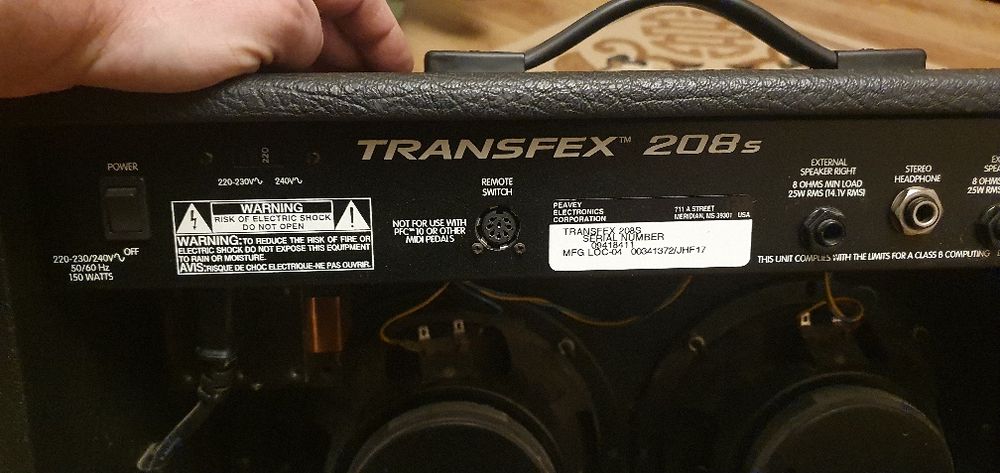 TRANSFEX™ 208s
POWER
OFF
220-230/240V
50/60 Hz
150 WATTS
220
220-230V 240V
WARNING
RISK OF ELECTRIC SHOCK
DO NOT OPEN
WARNING: TO REDUCE THE RISK OF FIRE OR
ELECTRIC SHOCK DO NOT EXPOSE THIS EQUIPMENT
TO RAIN OR MOISTURE.
AVIS: RISQUE DE CHOC ELECTRIQUE-NE PAS OUVRIR.
REMOTE
SWITCH
NOT FOR USE WITH
PFC™10 OR OTHER
MIDI PEDALS
PEAVEY
ELECTRONICS
CORPORATION
711 A STREET
MERIDIAN, MS 39301 USA
TRANSFEX 208S
SERIAL NUMBER
00418411
MFG LOC-04 00341372/JHF17
EXTERNAL
SPEAKER RIGHT
8 OHMS MIN LOAD
25W RMS (14.1V RMS)
STEREO
HEADPHONE
8 OHMS
25W RMS
THIS UNIT COMPLIES WITH THE LIMITS FOR A CLASS B COMPUTING